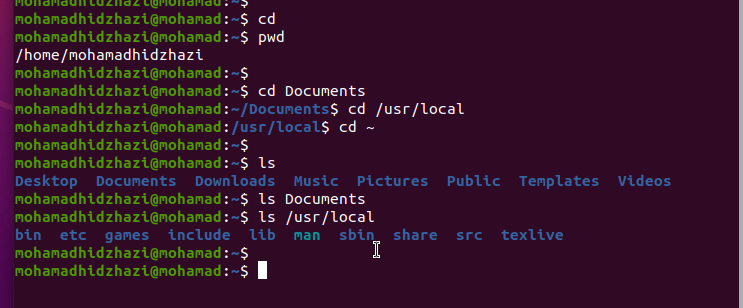 mohamadhidzhazi@mohamad:~$
mohamadhidzhazi@mohamad:~$ cd
mohamadhidzhazi@mohamad:~$ pwd
/home/mohamadhidzhazi
mohamadhidzhazi@mohamad:~$
mohamadhidzhazi@mohamad:~$ cd Documents
mohamadhidzhazi@mohamad:~/Documents$ cd /usr/local
mohamadhidzhazi@mohamad:/usr/local$ cd ~
mohamadhidzhazi@mohamad:~$
mohamadhidzhazi@mohamad:~$ ls
Desktop  Documents  Downloads  Music  Pictures  Public  Templates  Videos
mohamadhidzhazi@mohamad:~$ ls Documents
mohamadhidzhazi@mohamad:~$ ls /usr/local
bin  etc  games  include  lib  man  sbin  share  src  texlive
mohamadhidzhazi@mohamad:~$
mohamadhidzhazi@mohamad:~$